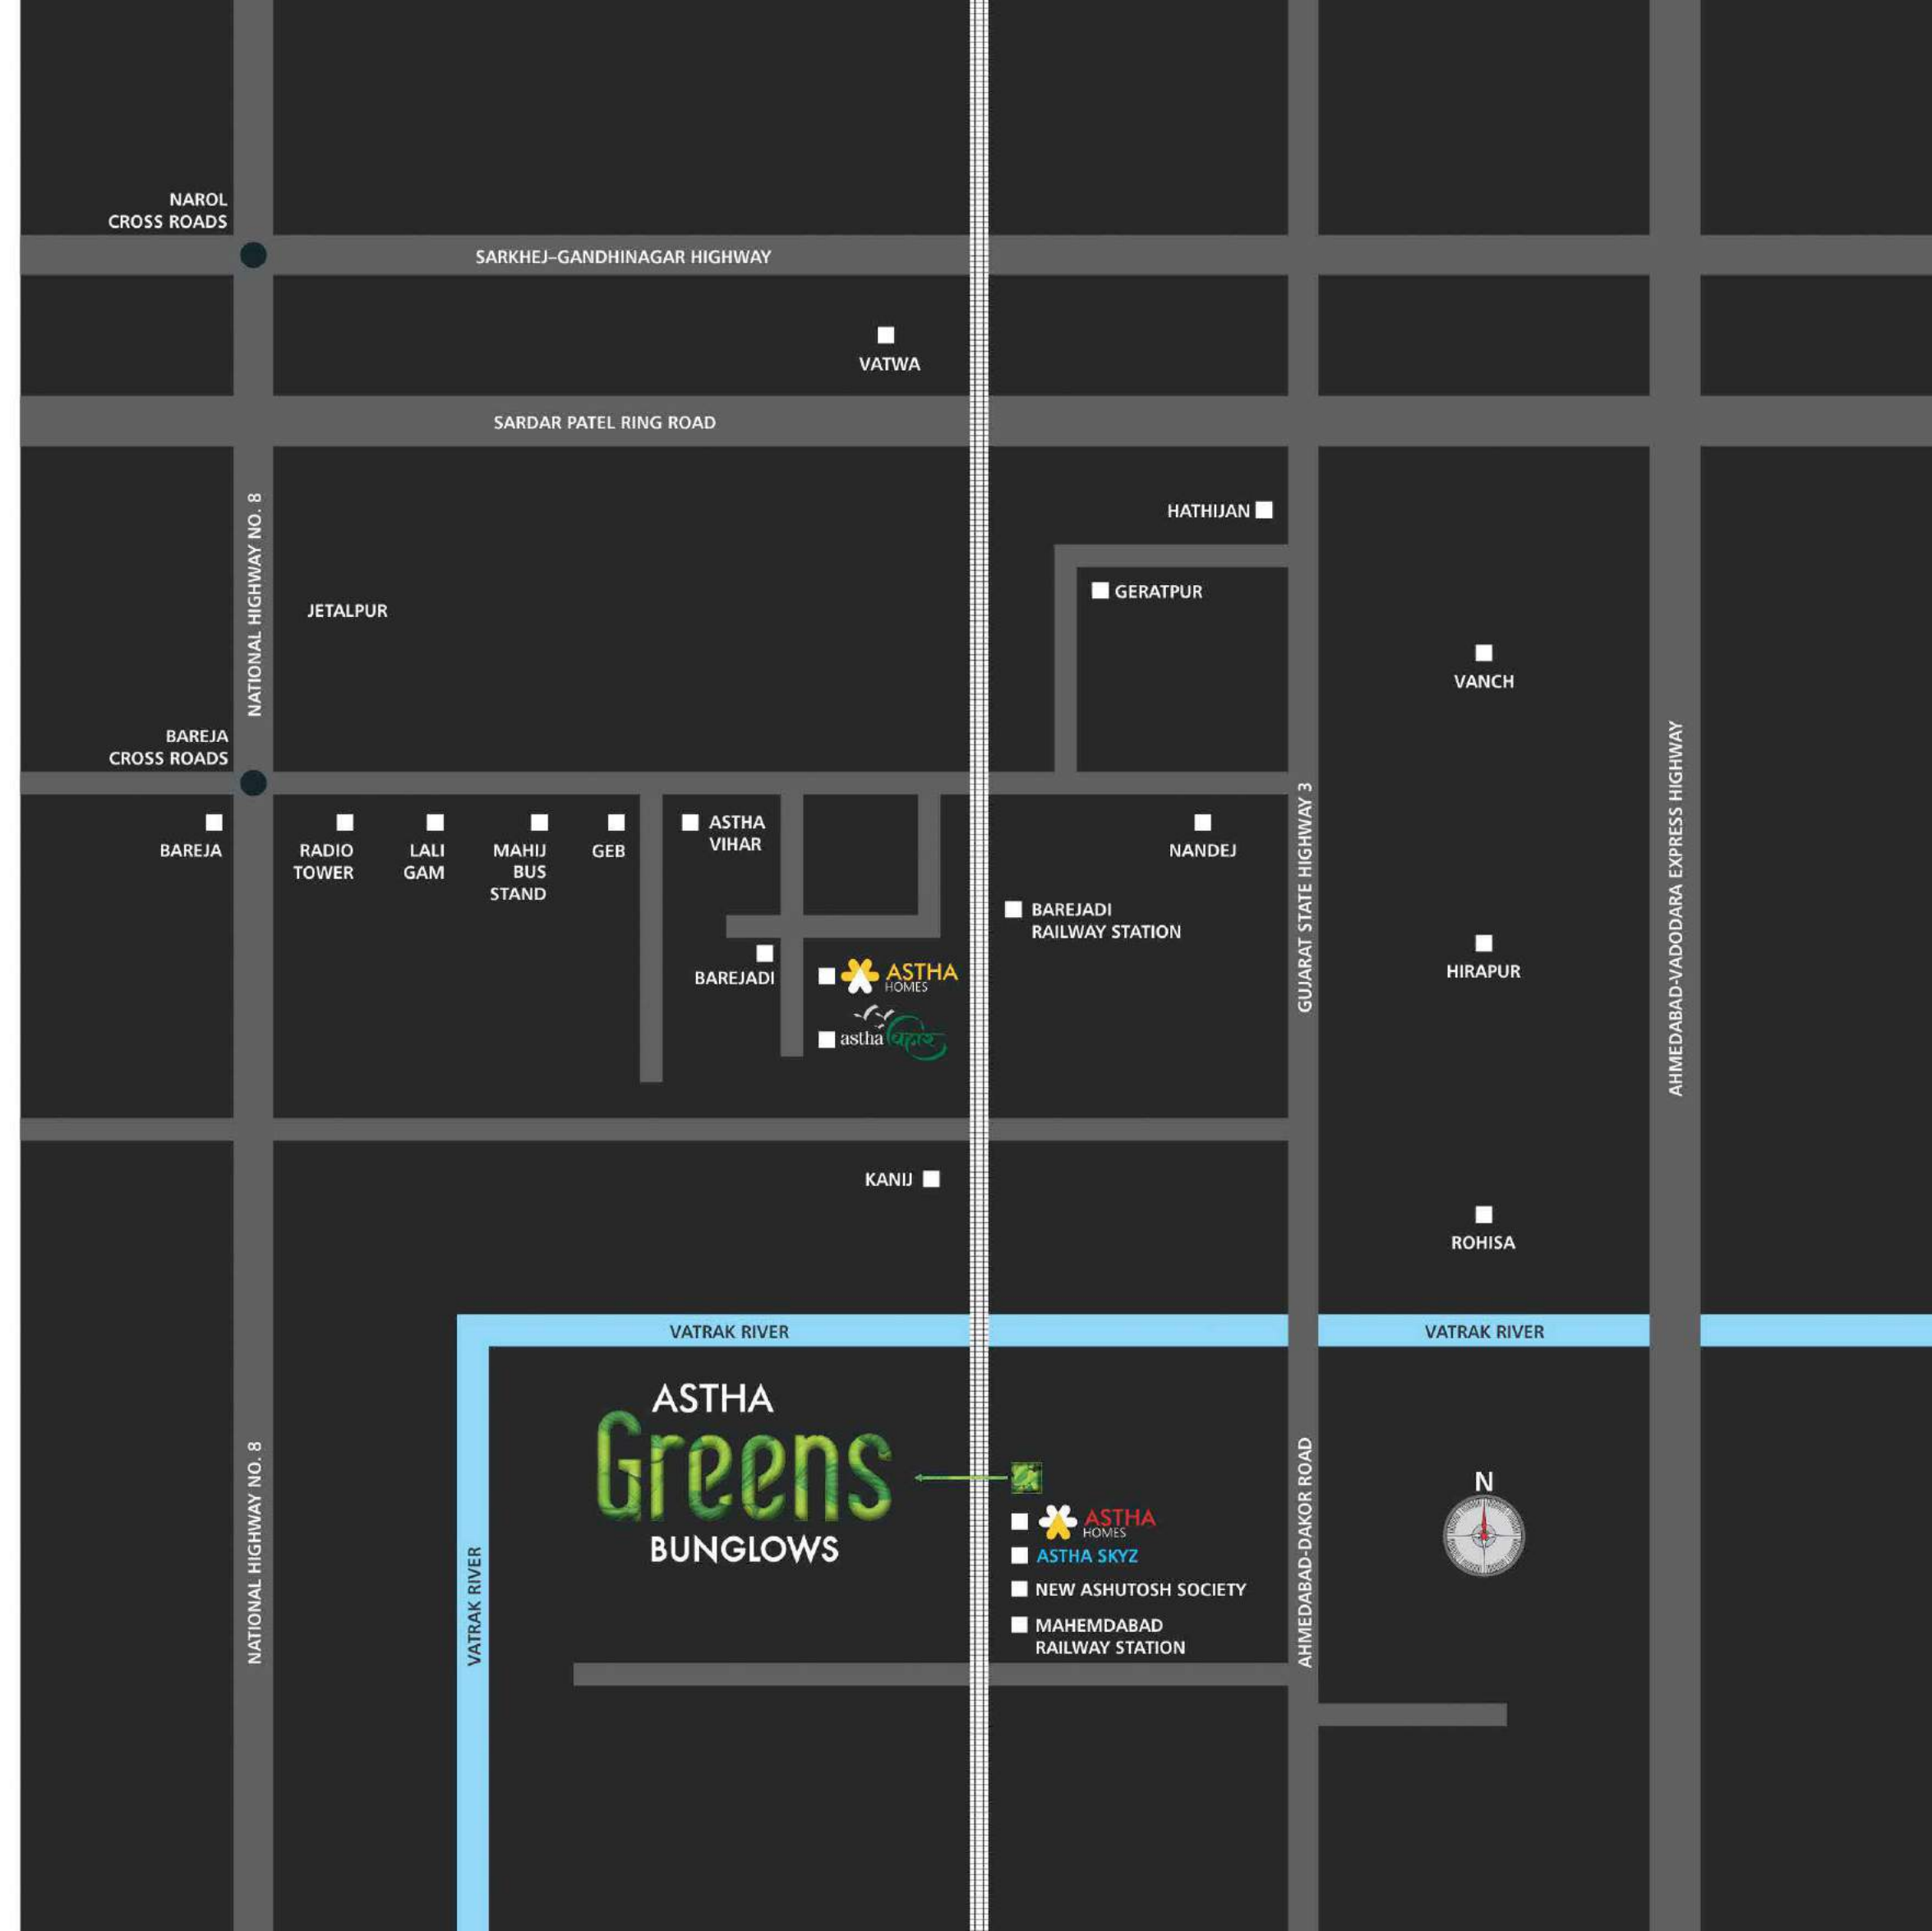 NAROL
CROSS ROADS
SARKHEJ–GANDHINAGAR HIGHWAY
VATWA
SARDAR PATEL RING ROAD
NATIONAL HIGHWAY NO. 8
HATHIJAN
GERATPUR
JETALPUR
VANCH
BAREJA
CROSS ROADS
AHMEDABAD-VADODARA EXPRESS HIGHWAY
GUJARAT STATE HIGHWAY 3
BAREJA
RADIO
TOWER
LALI
GAM
MAHIJ
BUS
STAND
GEB
ASTHA
VIHAR
NANDEJ
BAREJADI
RAILWAY STATION
BAREJADI
ASTHA
HOMES
HIRAPUR
astha विहार
KANIJ
ROHISA
VATRAK RIVER
VATRAK RIVER
ASTHA
Greens
BUNGLOWS
NATIONAL HIGHWAY NO. 8
VATRAK RIVER
ASTHA
HOMES
ASTHA SKYZ
NEW ASHUTOSH SOCIETY
MAHEMDABAD
RAILWAY STATION
AHMEDABAD-DAKOR ROAD
N